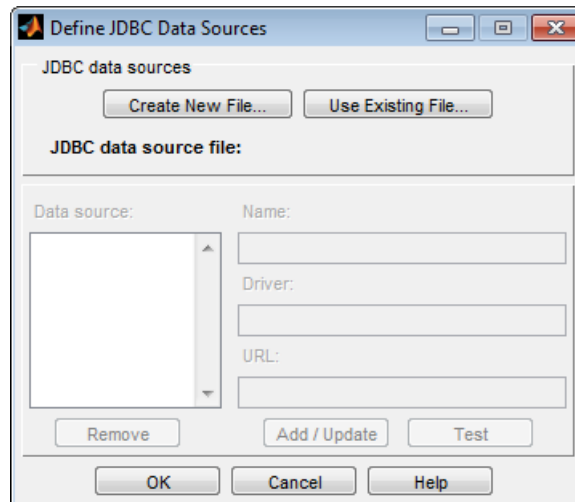 Define JDBC Data Sources
JDBC data sources
Create New File... Use Existing File...
JDBC data source file:
Data source: Name:
Driver:
URL:
Remove Add / Update Test
OK Cancel Help